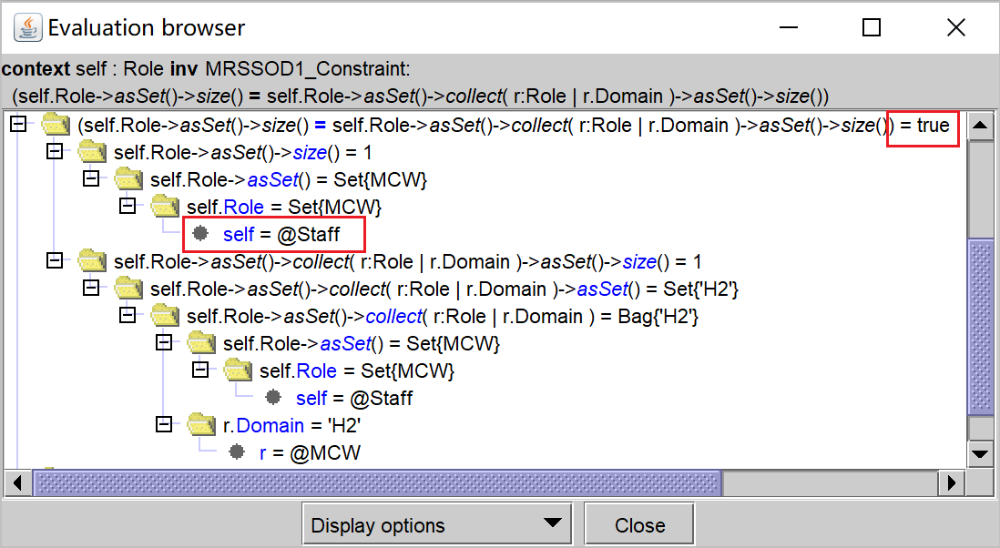 Evaluation browser
context self : Role inv MRSSOD1_Constraint:
(self.Role->asSet()->size() = self.Role->asSet()->collect( r:Role | r.Domain )->asSet()->size())
(self.Role->asSet()->size() = self.Role->asSet()->collect( r:Role | r.Domain )->asSet()->size()) = true
self.Role->asSet()->size() = 1
self.Role->asSet() = Set{MCW}
self.Role = Set{MCW}
self = @Staff
self.Role->asSet()->collect( r:Role | r.Domain )->asSet()->size() = 1
self.Role->asSet()->collect( r:Role | r.Domain )->asSet() = Set{'H2'}
self.Role->asSet()->collect( r:Role | r.Domain ) = Bag{'H2'}
self.Role->asSet() = Set{MCW}
self.Role = Set{MCW}
self = @Staff
r.Domain = 'H2'
r = @MCW
Display options
Close